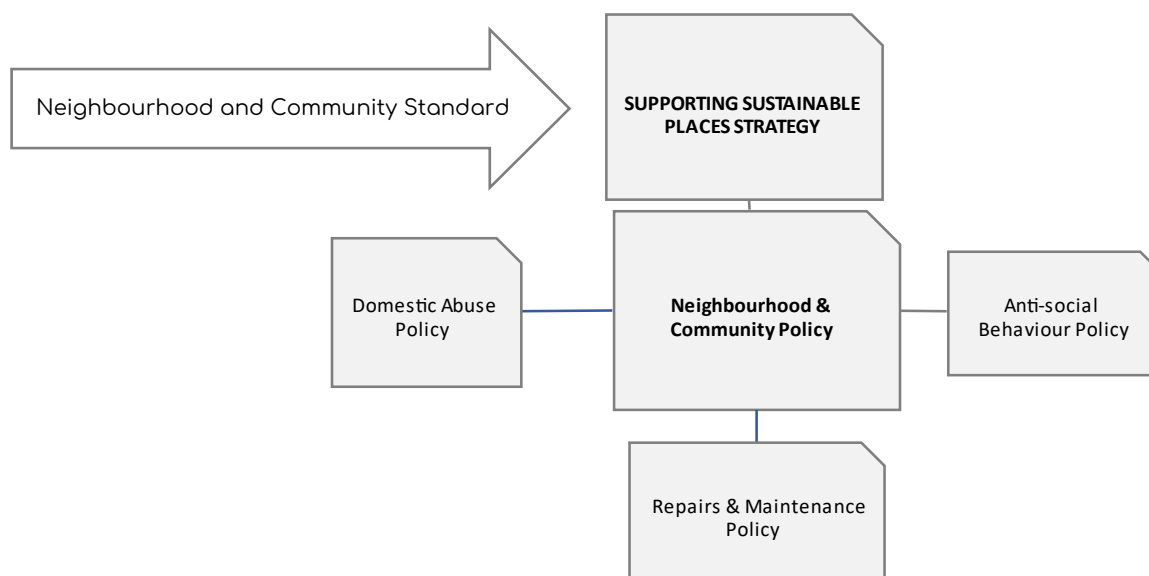 Neighbourhood and Community Standard
SUPPORTING SUSTAINABLE
PLACES STRATEGY
Domestic Abuse
Policy
Neighbourhood &
Community Policy
Anti-social
Behaviour Policy
Repairs & Maintenance
Policy